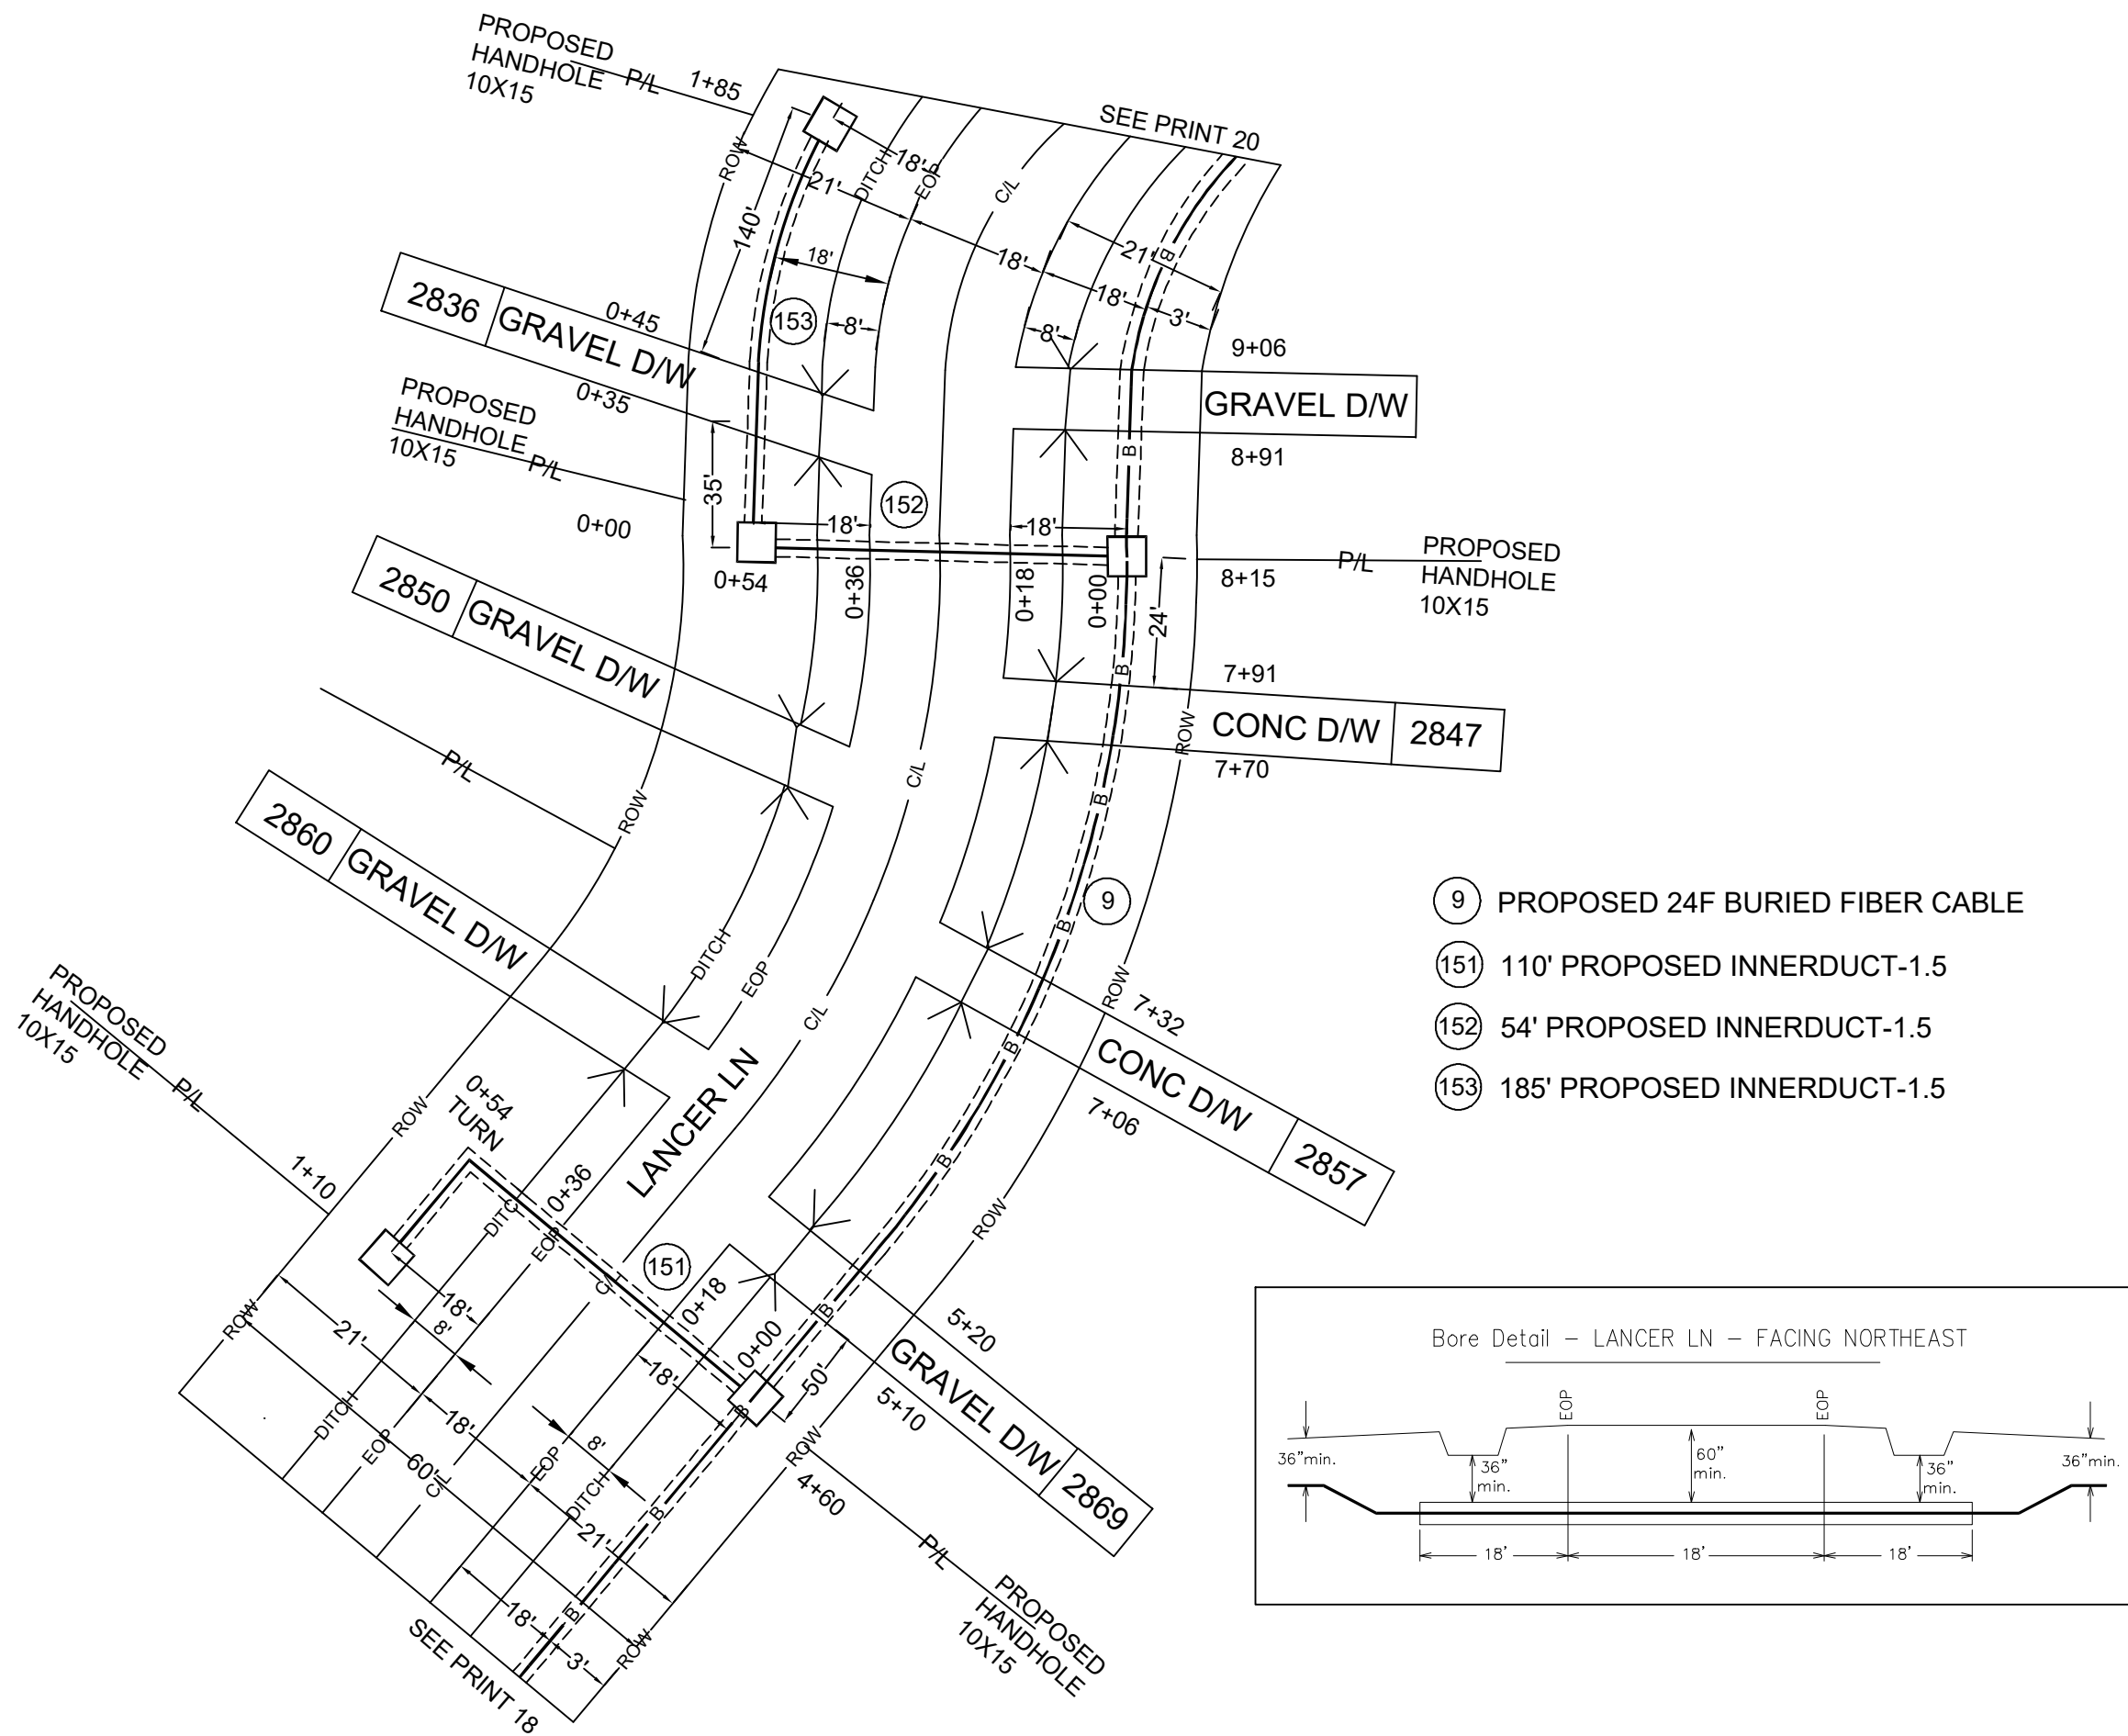 PROPOSED
HANDHOLE
10X15
P/L
1+85
SEE PRINT 20
ROW
DITCH
EOP
C/L
18'
21'
140'
18'
18'
21'
B
18'
3'
8'
8'
153
2836
GRAVEL D/W
0+45
0+35
9+06
GRAVEL D/W
8+91
B
PROPOSED
HANDHOLE
10X15
P/L
0+00
35'
152
18'
18'
0+54
0+36
0+18
0+00
24'
8+15
P/L
PROPOSED
HANDHOLE
10X15
2850
GRAVEL D/W
B
7+91
CONC D/W
2847
7+70
ROW
P/L
ROW
C/L
B
2860
GRAVEL D/W
9
B
DITCH
EOP
C/L
ROW
7+32
CONC D/W
2857
7+06
B
B
ROW
LANCER LN
9 PROPOSED 24F BURIED FIBER CABLE
151 110' PROPOSED INNERDUCT-1.5
152 54' PROPOSED INNERDUCT-1.5
153 185' PROPOSED INNERDUCT-1.5
PROPOSED
HANDHOLE
10X15
P/L
1+10
ROW
0+54
TURN
0+36
DITC
EOP
C/
151
0+18
0+00
B
5+20
GRAVEL D/W
2869
5+10
50'
18'
18'
8'
21'
ROW
18'
60'
DITCH
EOP
C/L
EOP
8'
DITCH
B
ROW
4+60
P/L
PROPOSED
HANDHOLE
10X15
B
21'
18'
3'
B
ROW
SEE PRINT 18
Bore Detail – LANCER LN – FACING NORTHEAST
EOP
EOP
36"min.
36"
min.
60"
min.
36"
min.
36"min.
18'
18'
18'